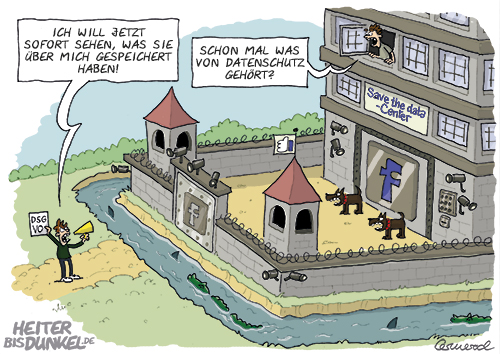 ICH WILL JETZT
SOFORT SEHEN, WAS SIE
ÜBER MICH GESPEICHERT
HABEN!
SCHON MAL WAS
VON DATENSCHUTZ
GEHÖRT?
Save the data
-Center
f
f
DSG
VOS
HEITER
BISDUNKEL.DE